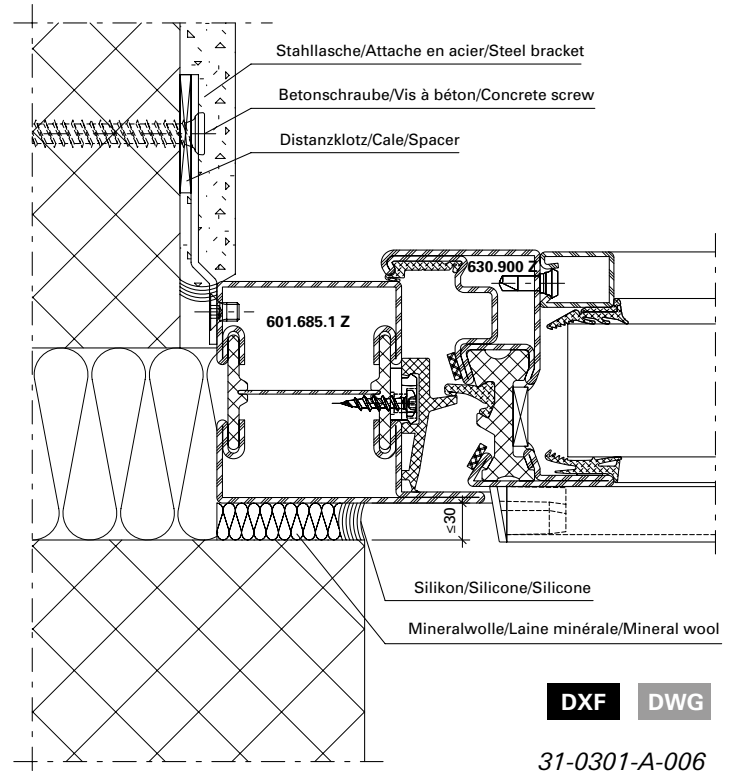 Stahllasche/Attache en acier/Steel bracket
Betonschraube/Vis à béton/Concrete screw
Distanzklotz/Cale/Spacer
630.900 Z
601.685.1 Z
≤30
Silikon/Silicone/Silicone
Mineralwolle/Laine minérale/Mineral wool
DXF DWG
31-0301-A-006